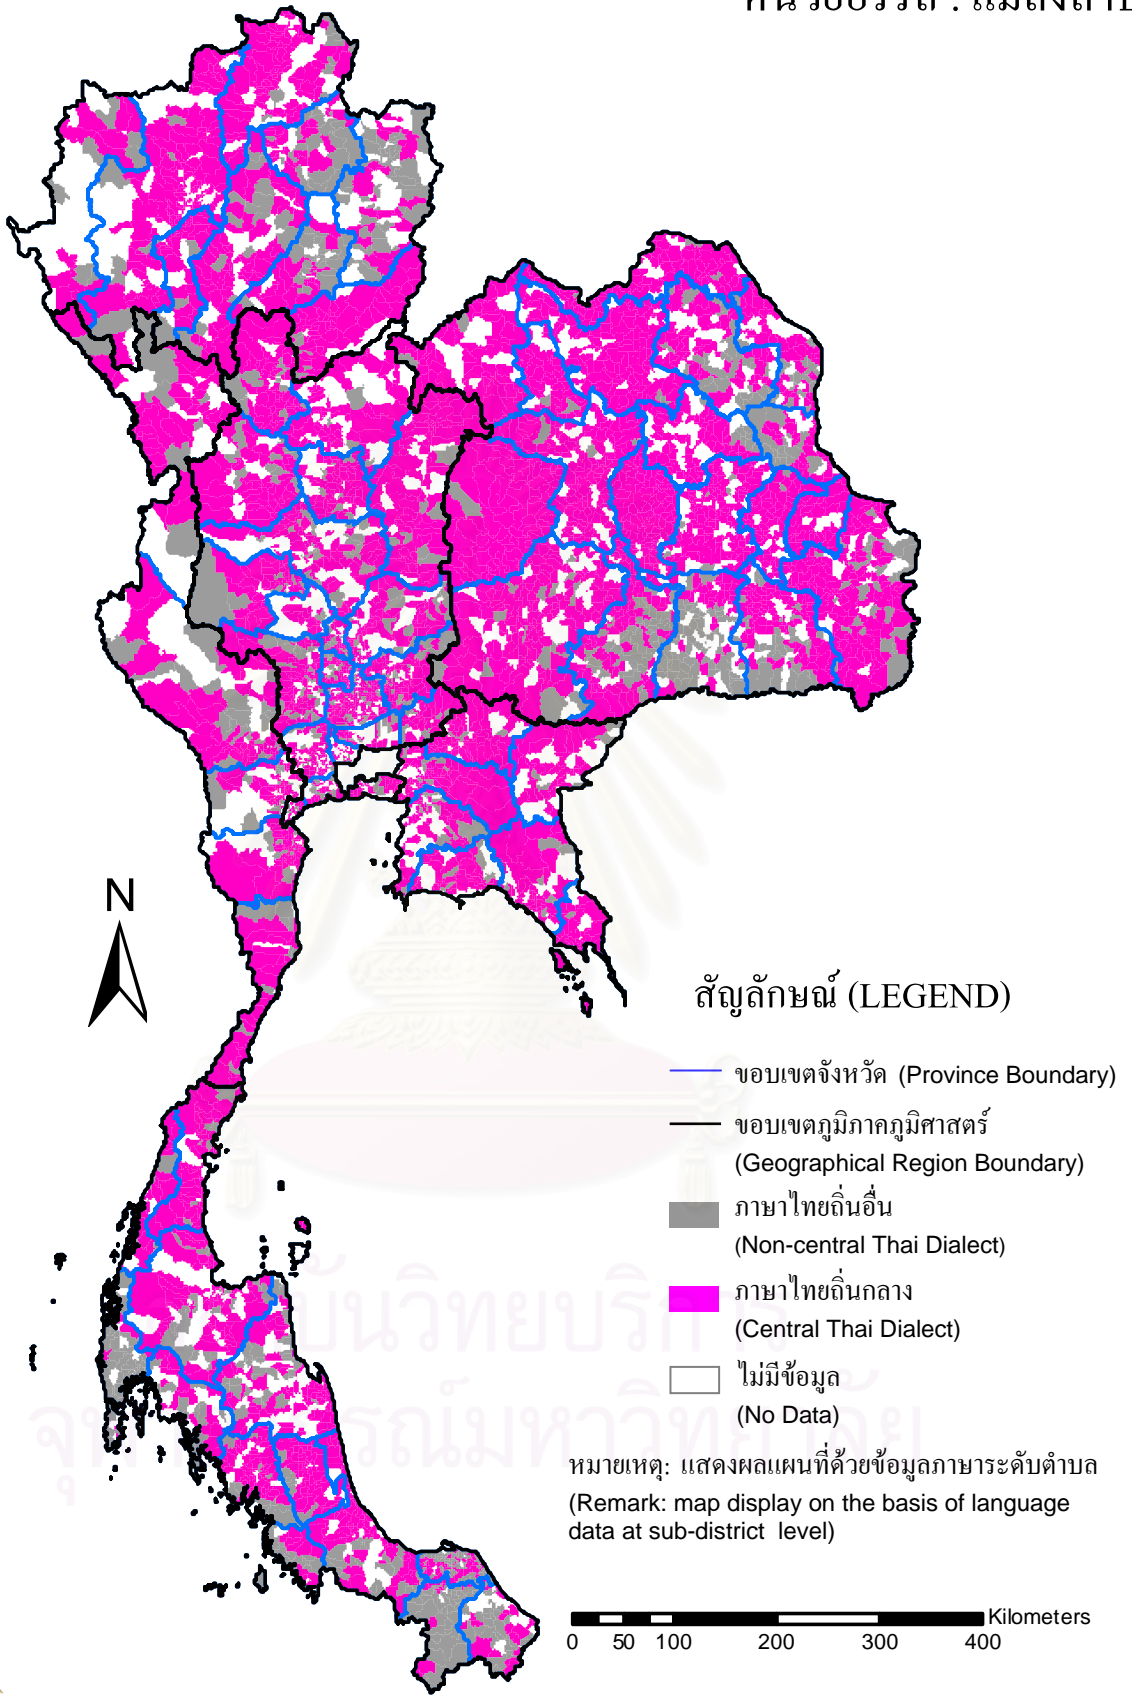 N
สัญลักษณ์ (LEGEND)
ขอบเขตจังหวัด (Province Boundary)
ขอบเขตภูมิภาคภูมิศาสตร์
(Geographical Region Boundary)
ภาษาไทยถิ่นอื่น
(Non-central Thai Dialect)
ภาษาไทยถิ่นกลาง
(Central Thai Dialect)
ไม่มีข้อมูล
(No Data)
หมายเหตุ: แสดงผลแผนที่ด้วยข้อมูลภาษาระดับตำบล
(Remark: map display on the basis of language
data at sub-district level)
Kilometers
0 50 100 200 300 400